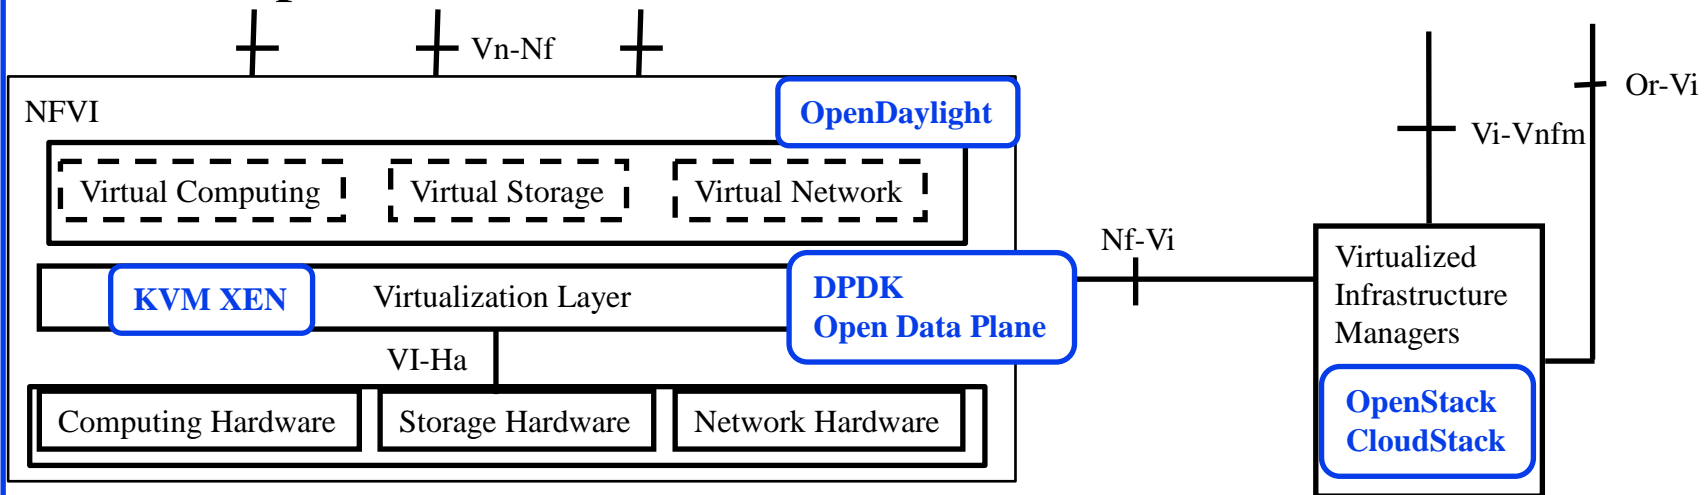 Vn-Nf
Or-Vi
NFVI
OpenDaylight
Vi-Vnfm
Virtual Computing
Virtual Storage
Virtual Network
Nf-Vi
Virtualized
Infrastructure
Managers
KVM XEN
Virtualization Layer
DPDK
Open Data Plane
VI-Ha
OpenStack
CloudStack
Computing Hardware
Storage Hardware
Network Hardware